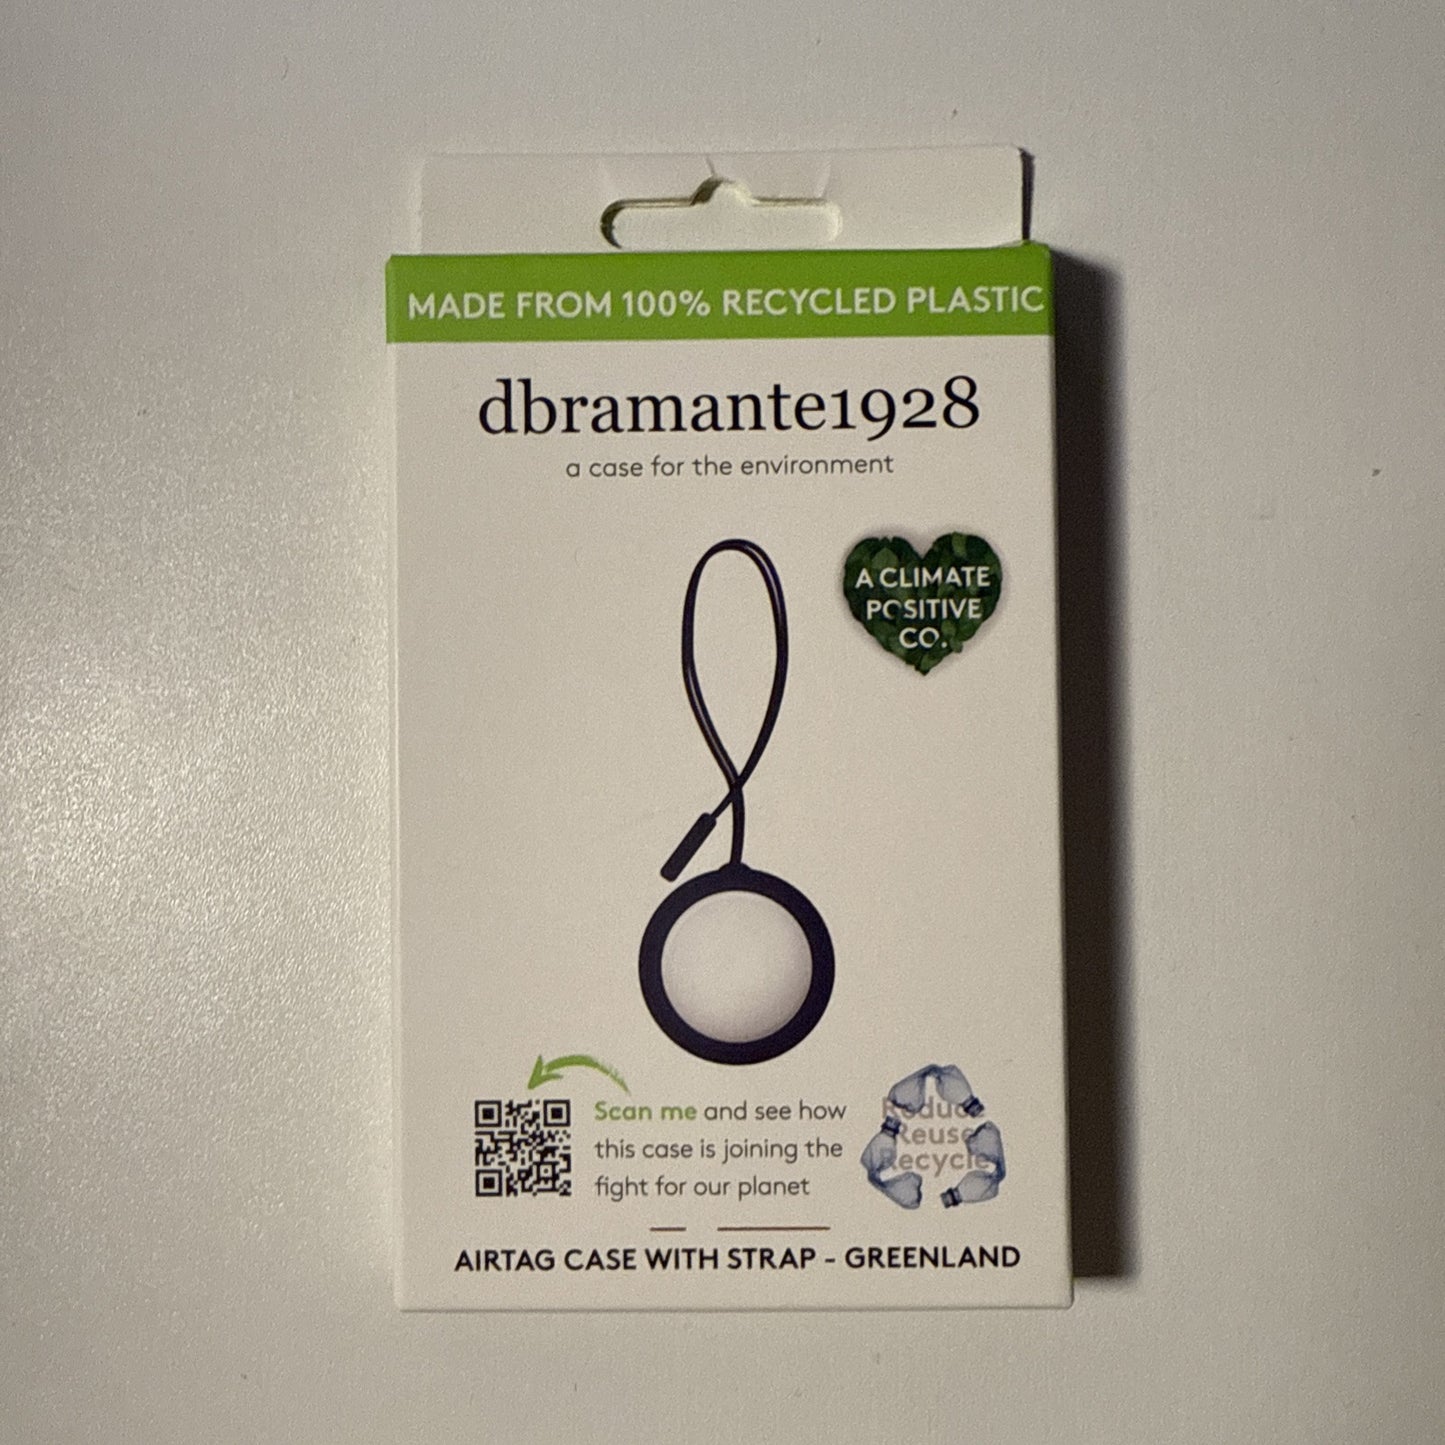 MADE FROM 100% RECYCLED PLASTIC
dbramante1928
a case for the environment
A CLIMATE
POSITIVE
CO.
Scan me and see how
this case is joining the
fight for our planet
Reduce
Reuse
Recycle
AIRTAG CASE WITH STRAP - GREENLAND